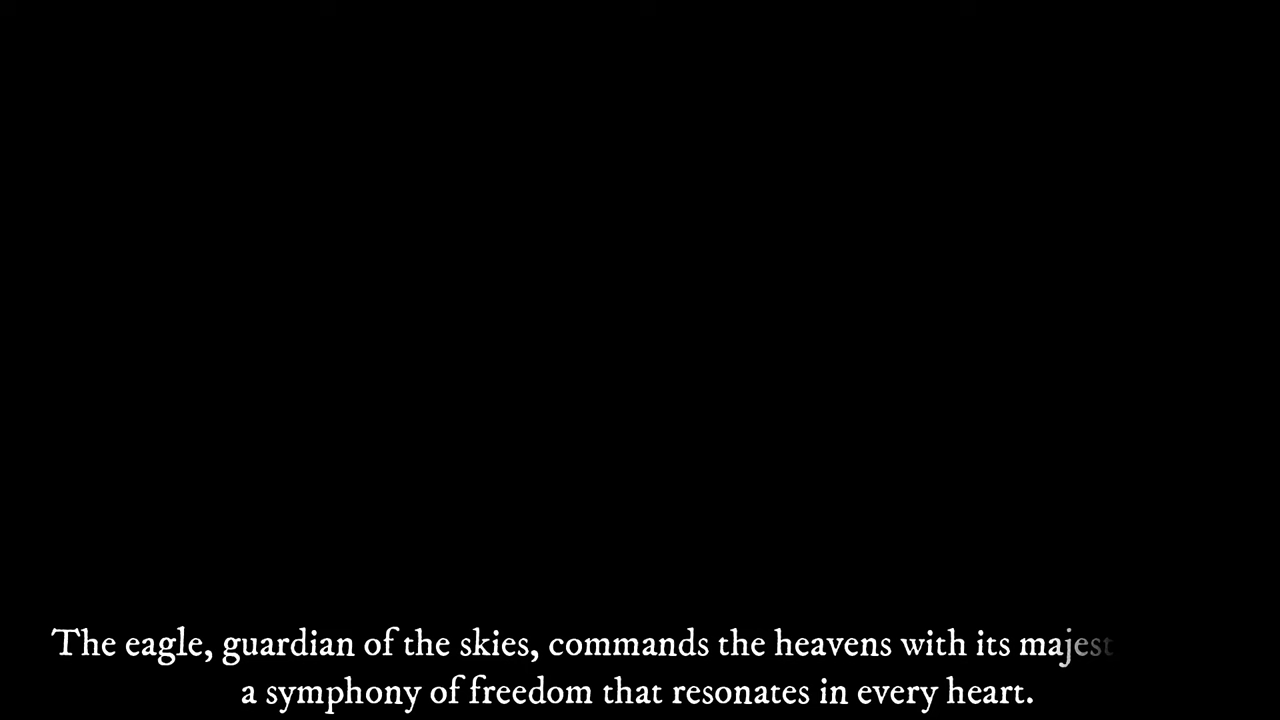 The eagle, guardian of the skies, commands the heavens with its
a symphony of freedom that resonates in every heart.